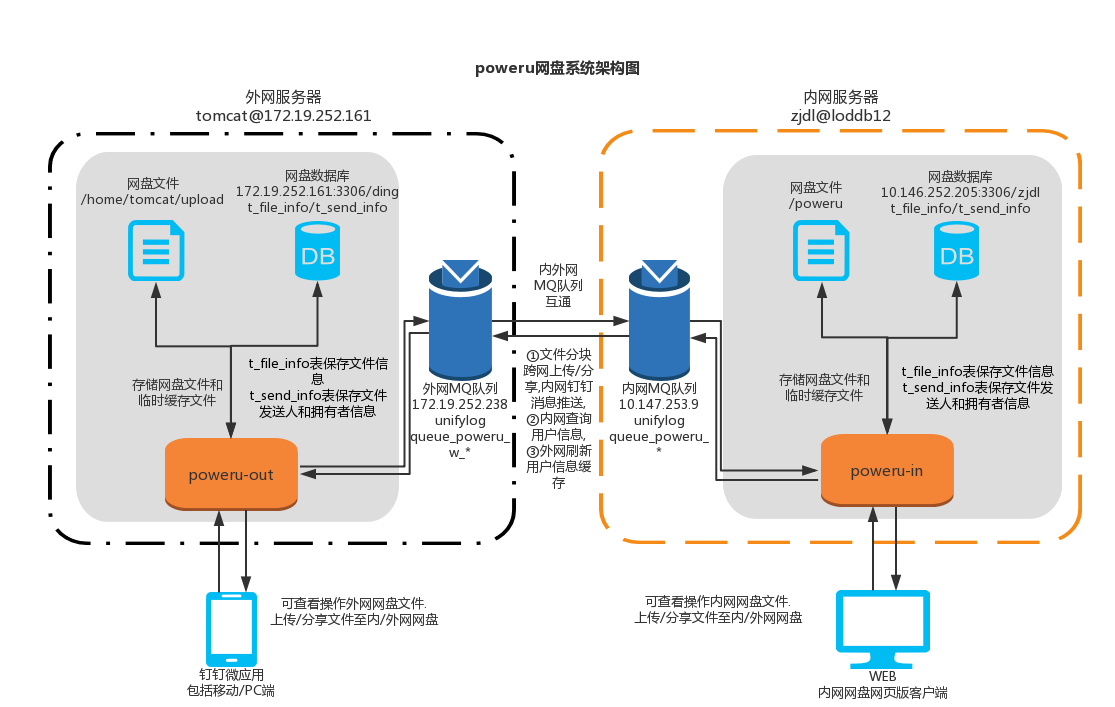 poweru网盘系统架构图
外网服务器
tomcat@172.19.252.161
内网服务器
zjdl@loddb12
网盘文件
/home/tomcat/upload
网盘数据库
172.19.252.161:3306/ding
t_file_info/t_send_info
DB
存储网盘文件和
临时缓存文件
t_file_info表保存文件信
息
t_send_info表保存文件
发送人和拥有者信息
poweru-out
外网MQ队列
172.19.252.238
unifylog
queue_poweru_
w_*
内外网
MQ队列
互通
①文件分块
跨网上传/分
享,内网钉钉
消息推送,
②内网查询
用户信息,
③外网刷新
用户信息缓
存
内网MQ队列
10.147.253.9
unifylog
queue_poweru_
*
网盘文件
/poweru
网盘数据库
10.146.252.205:3306/zjdl
t_file_info/t_send_info
DB
存储网盘文件和
临时缓存文件
t_file_info表保存文件信息
t_send_info表保存文件发
送人和拥有者信息
poweru-in
可查看操作外网网盘文件.
上传/分享文件至内/外网网盘
钉钉微应用
包括移动/PC端
可查看操作内网网盘文件.
上传/分享文件至内/外网网盘
WEB
内网网盘网页版客户端